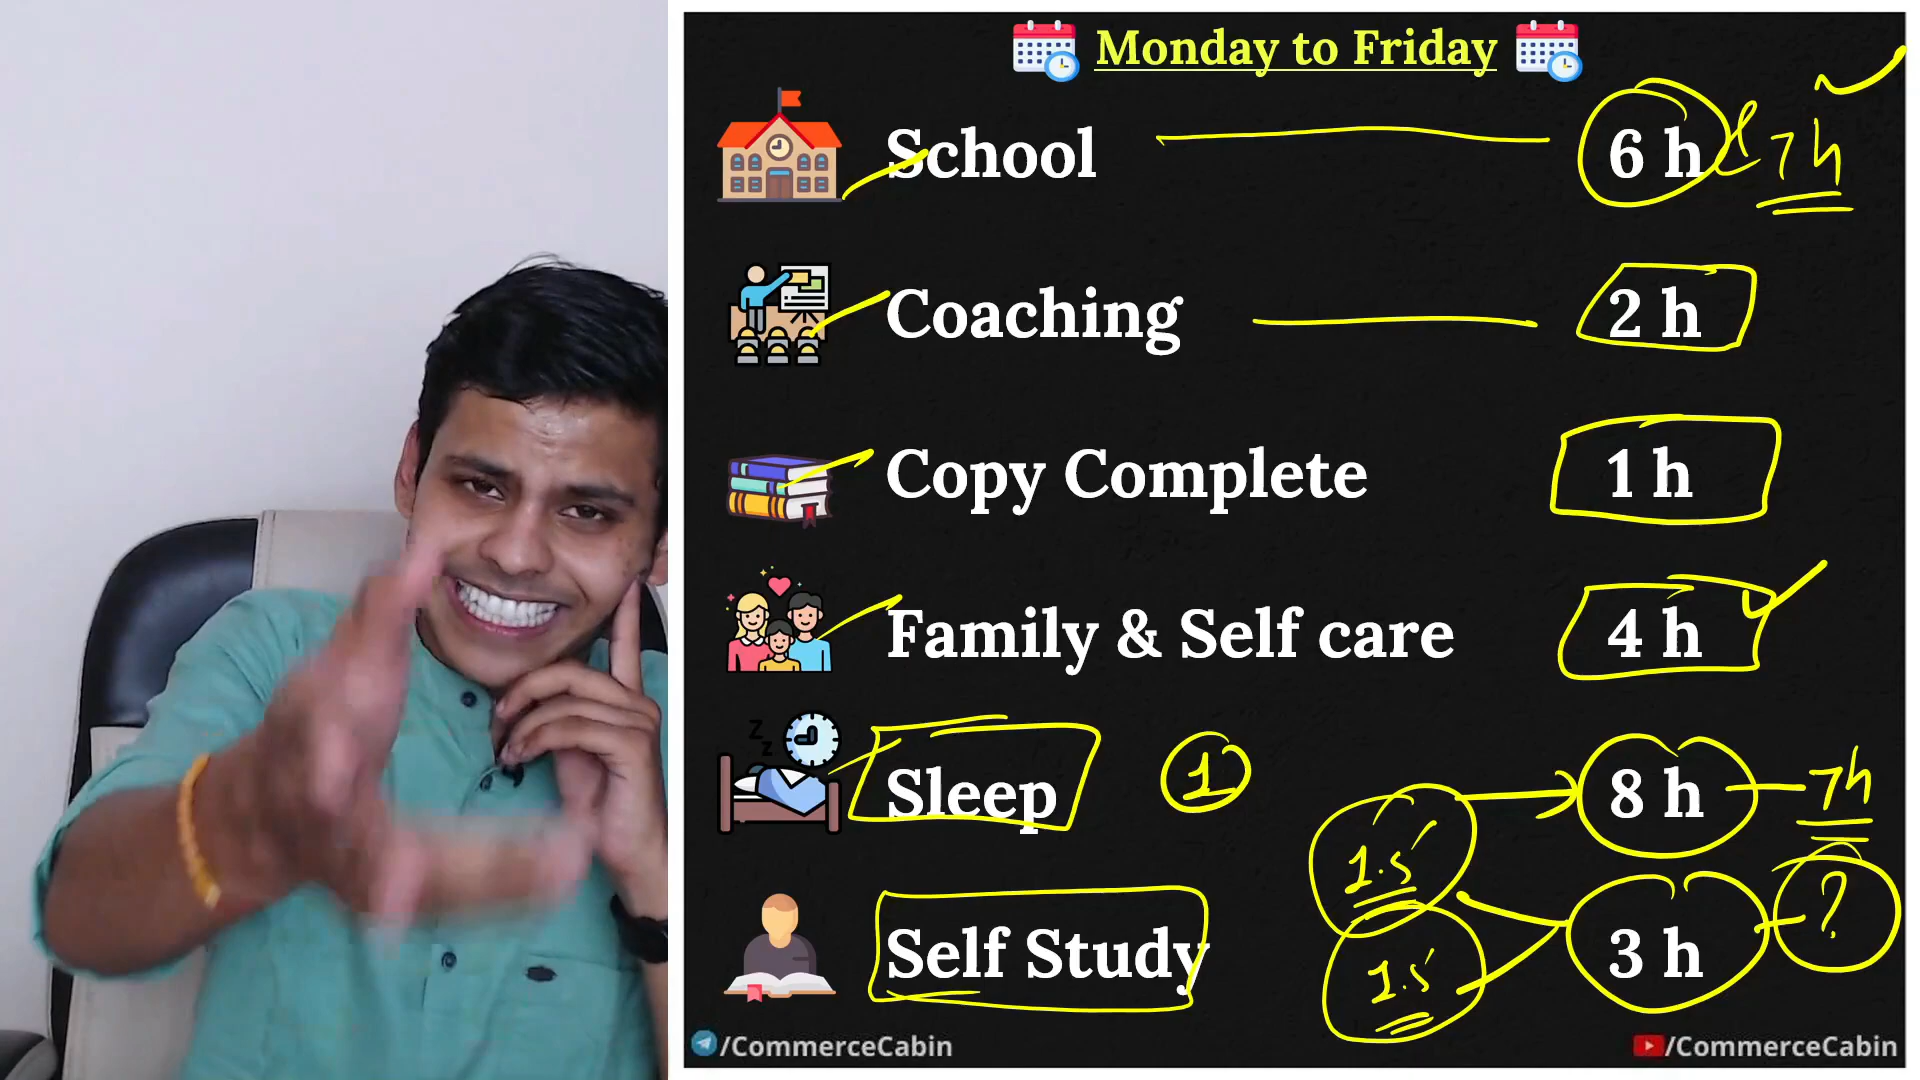 Monday to Friday
School 6 h 7h
Coaching 2 h
Copy Complete 1 h
Family & Self care 4 h
Z
z
Sleep 1 8 h 7h
1.5
Self Study 3 h ?
1.5
/CommerceCabin /CommerceCabin